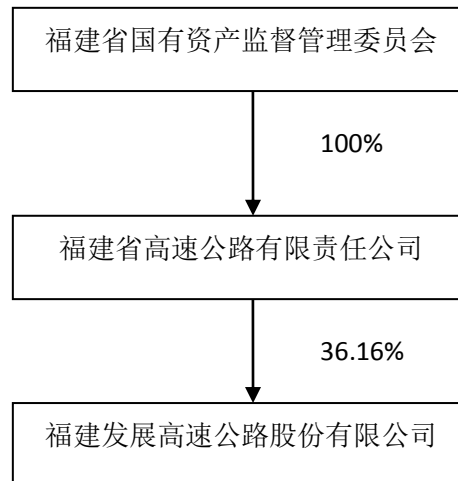 福建省国有资产监督管理委员会
100%
福建省高速公路有限责任公司
36.16%
福建发展高速公路股份有限公司